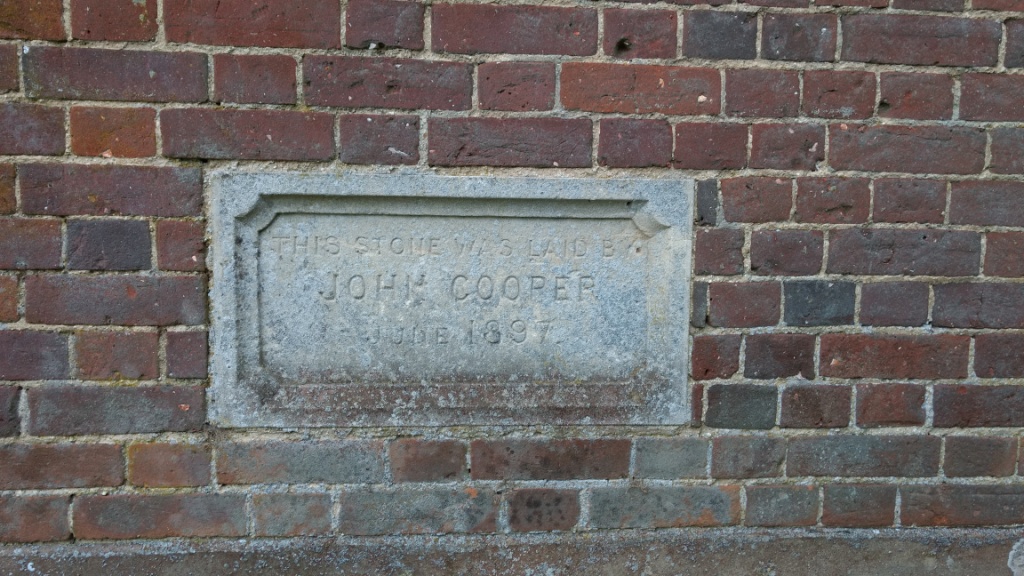 THIS STONE WAS LAID BY
JOHN COOPER
JUNE 1897.